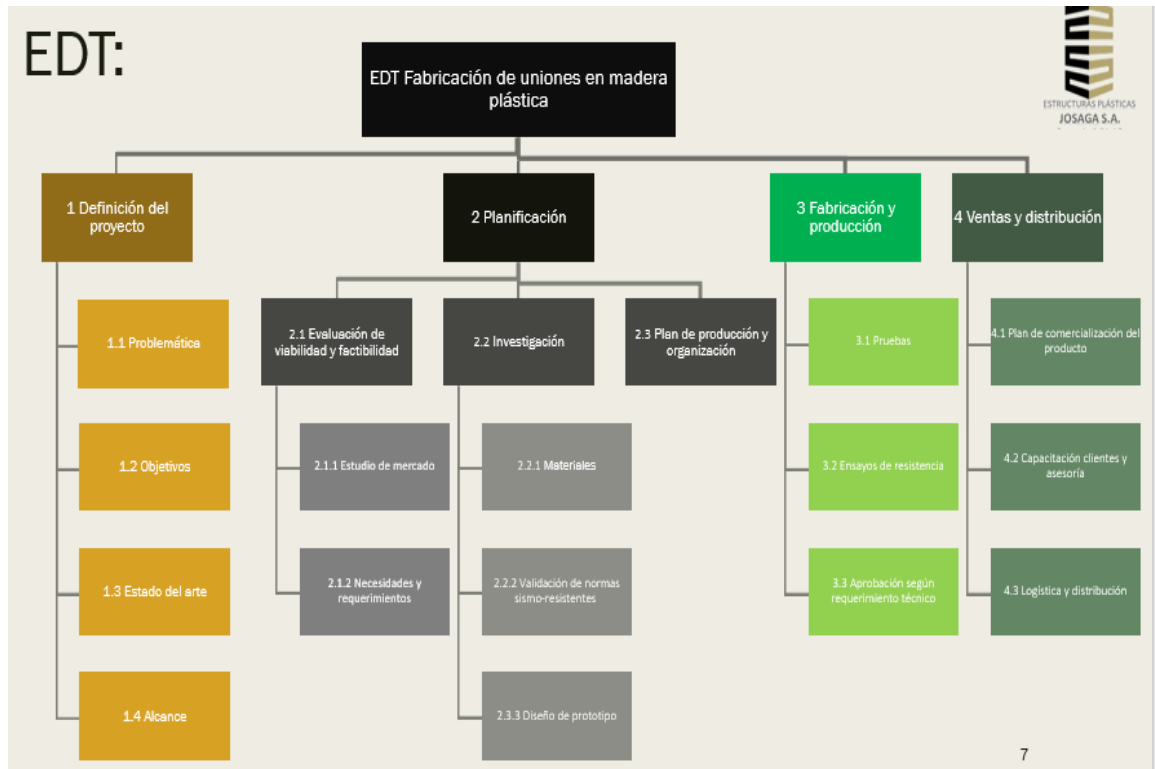 EDT:
EDT Fabricación de uniones en madera
plástica
ESTRUCTURAS PLÁSTICAS
JOSAGA S.A.
1 Definición del
proyecto
2 Planificación
3 Fabricación y
producción
4 Ventas y distribución
1.1 Problemática
2.1 Evaluación de
viabilidad y factibilidad
2.2 Investigación
2.3 Plan de producción y
organización
3.1 Pruebas
4.1 Plan de comercialización del
producto
1.2 Objetivos
2.1.1 Estudio de mercado
2.2.1 Materiales
3.2 Ensayos de resistencia
4.2 Capacitación clientes y
asesoría
1.3 Estado del arte
2.1.2 Necesidades y
requerimientos
2.2.2 Validación de normas
sismo-resistentes
3.3 Aprobación según
requerimiento técnico
4.3 Logística y distribución
1.4 Alcance
2.3.3 Diseño de prototipo
7